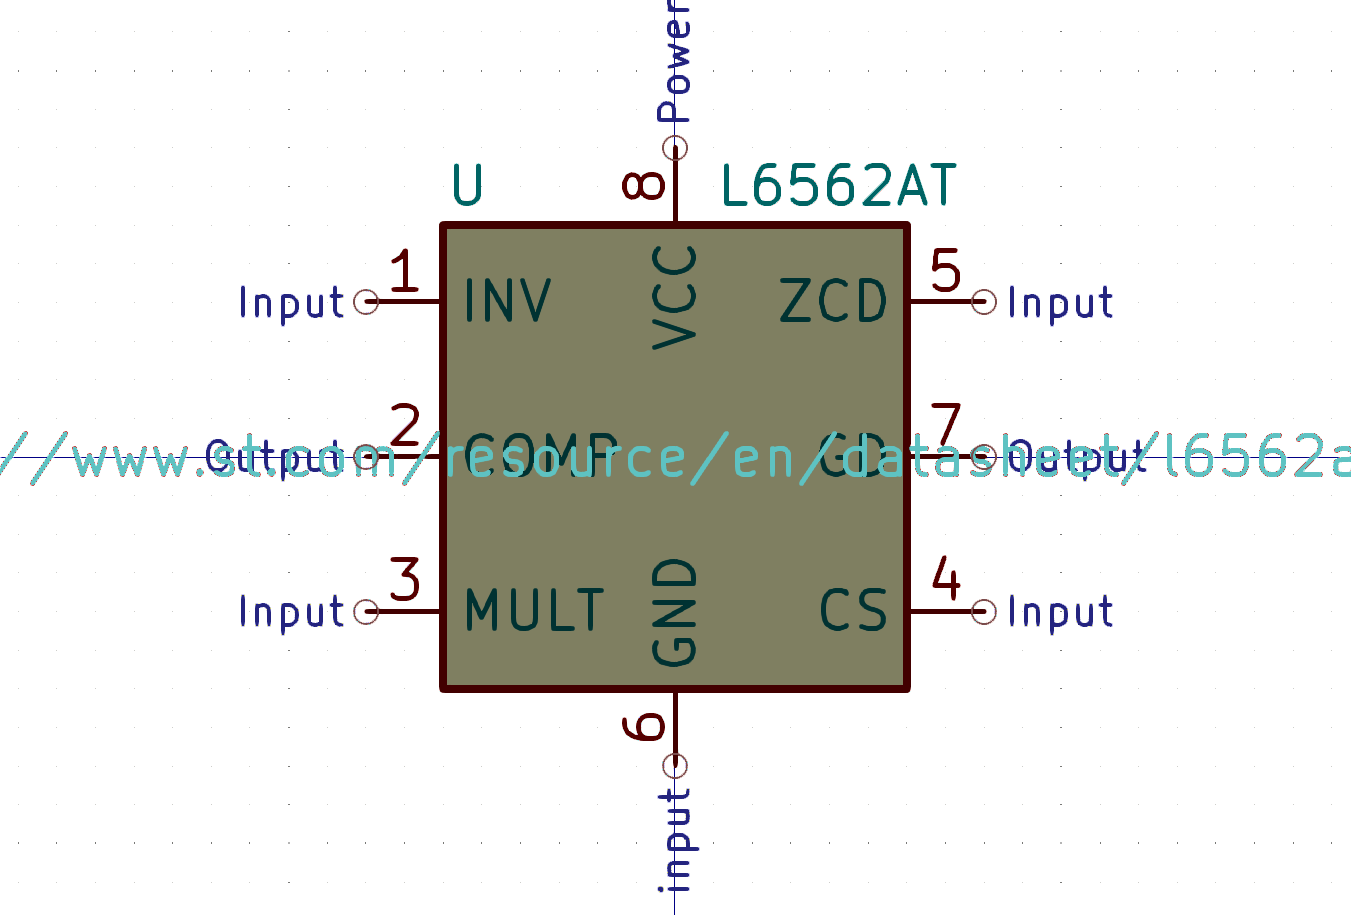 Power
U
8
L6562AT
1
5
Input
INV
VCC
ZCD
Input
2
7
Output
COMP
GD
Output
//www.st.com/resource/en/datasheet/l6562a
3
4
Input
MULT
GND
CS
Input
6
input